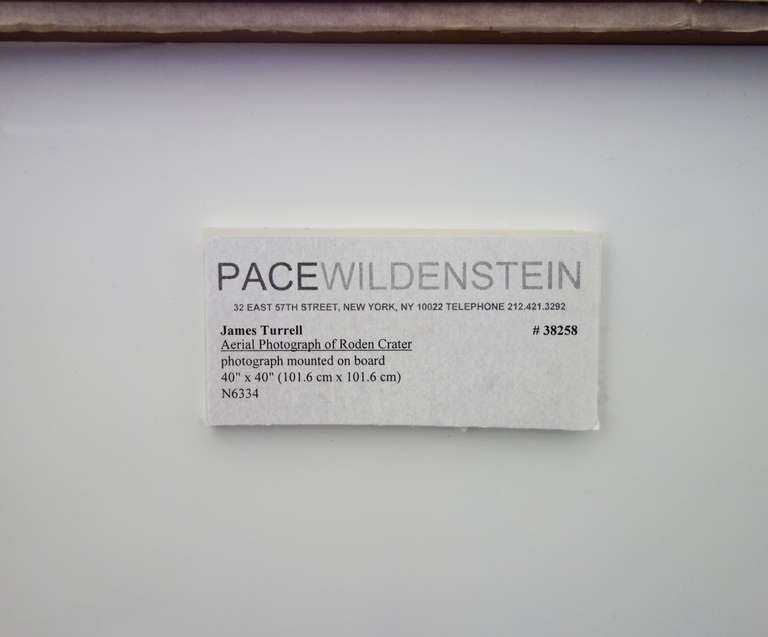 PACEWILDENSTEIN
32 EAST 57TH STREET, NEW YORK, NY 10022 TELEPHONE 212.421.3292
James Turrell # 38258
Aerial Photograph of Roden Crater
photograph mounted on board
40" x 40" (101.6 cm x 101.6 cm)
N6334